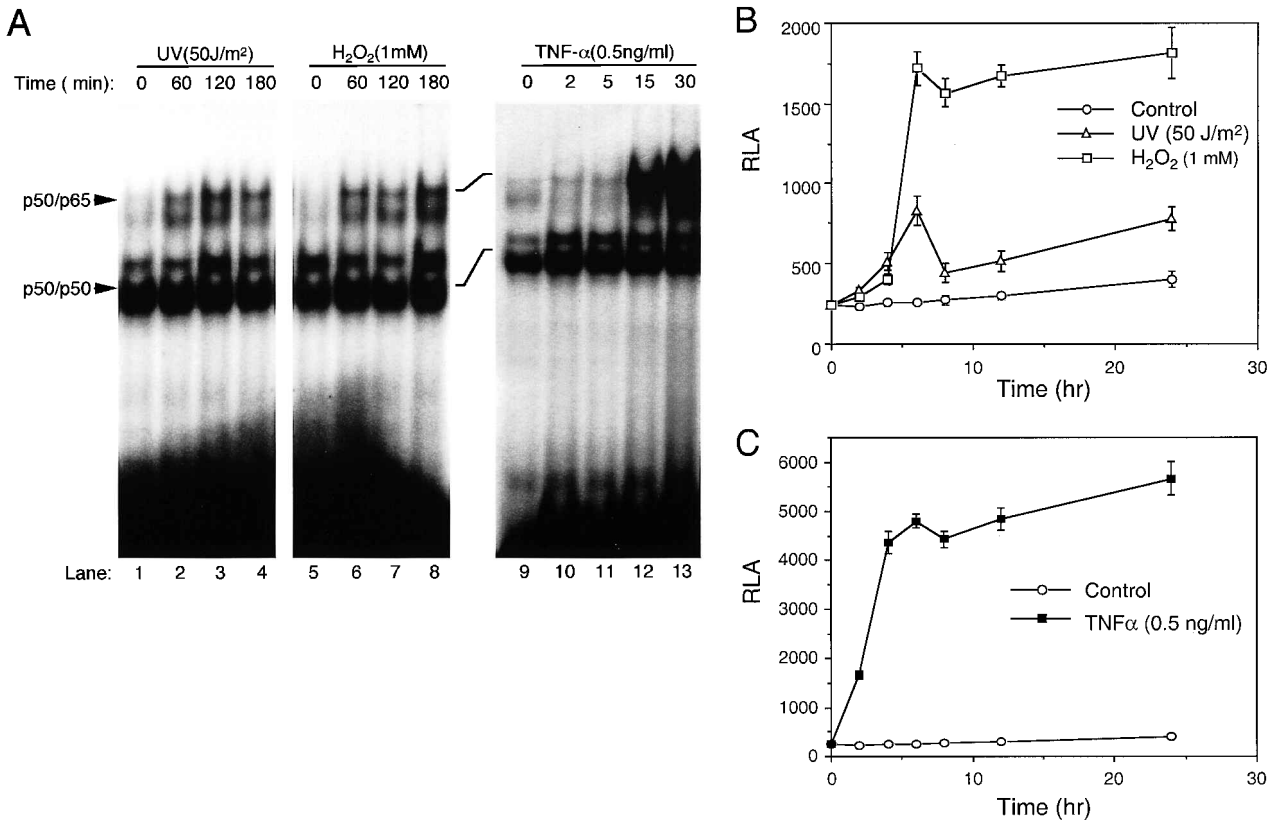 A
UV(50J/m²) H₂O₂(1mM) TNF-α(0.5ng/ml)
Time ( min): 0 60 120 180 0 60 120 180 0 2 5 15 30
p50/p65
p50/p50
Lane: 1 2 3 4 5 6 7 8 9 10 11 12 13
B
2000
1500
1000
500
0
RLA
Control
UV (50 J/m²)
H₂O₂ (1 mM)
0 10 20 30
Time (hr)
C
6000
5000
4000
3000
2000
1000
0
RLA
Control
TNFα (0.5 ng/ml)
0 10 20 30
Time (hr)